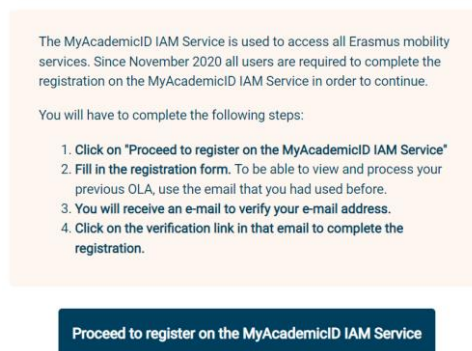 The MyAcademicID IAM Service is used to access all Erasmus mobility
services. Since November 2020 all users are required to complete the
registration on the MyAcademicID IAM Service in order to continue.
You will have to complete the following steps:
1. Click on "Proceed to register on the MyAcademicID IAM Service"
2. Fill in the registration form. To be able to view and process your
previous OLA, use the email that you had used before.
3. You will receive an e-mail to verify your e-mail address.
4. Click on the verification link in that email to complete the
registration.
Proceed to register on the MyAcademicID IAM Service